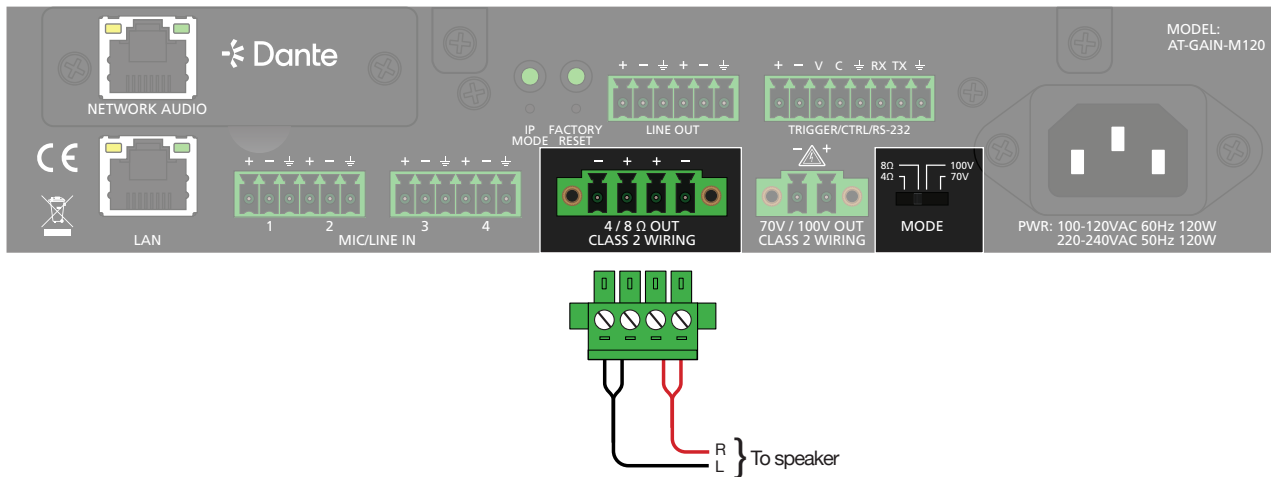 MODEL:
AT-GAIN-M120
Dante
NETWORK AUDIO
+ − ⏚ + − ⏚
LINE OUT
+ − V C ⏚ RX TX ⏚
TRIGGER/CTRL/RS-232
IP
MODE
FACTORY
RESET
CE
LAN
+ − ⏚ + − ⏚
1 2
+ − ⏚ + − ⏚
3 4
MIC/LINE IN
− + + −
4 / 8 Ω OUT
CLASS 2 WIRING
− +
70V / 100V OUT
CLASS 2 WIRING
8Ω 100V
4Ω 70V
MODE
PWR: 100-120VAC 60Hz 120W
220-240VAC 50Hz 120W
R
L
} To speaker